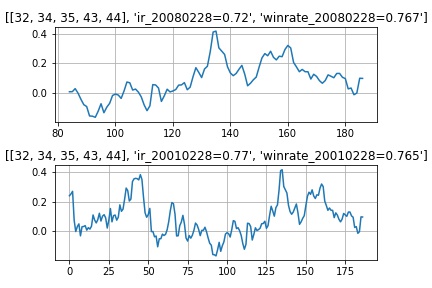 [[32, 34, 35, 43, 44], 'ir_20080228=0.72', 'winrate_20080228=0.767']
0.4
0.2
0.0
80 100 120 140 160 180
[[32, 34, 35, 43, 44], 'ir_20010228=0.77', 'winrate_20010228=0.765']
0.4
0.2
0.0
0 25 50 75 100 125 150 175